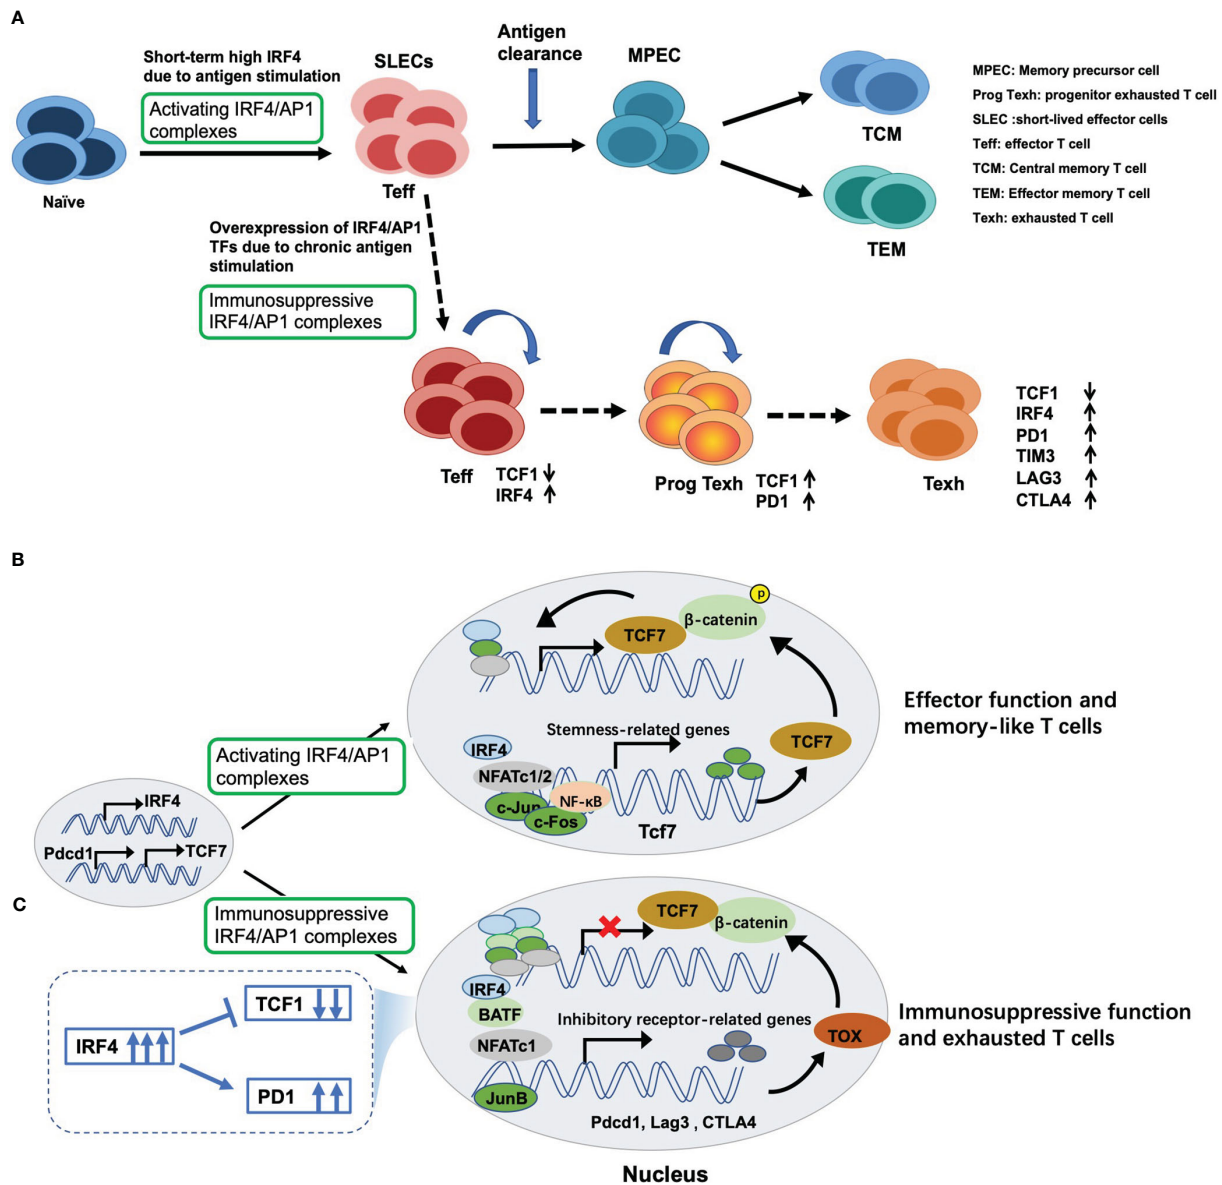 A
Short-term high IRF4
due to antigen stimulation
Activating IRF4/AP1
complexes
Naïve
SLECs
Teff
Antigen
clearance
MPEC
TCM
TEM
MPEC: Memory precursor cell
Prog Texh: progenitor exhausted T cell
SLEC :short-lived effector cells
Teff: effector T cell
TCM: Central memory T cell
TEM: Effector memory T cell
Texh: exhausted T cell
Overexpression of IRF4/AP1
TFs due to chronic antigen
stimulation
Immunosuppressive
IRF4/AP1 complexes
Teff
TCF1
IRF4
Prog Texh
TCF1
PD1
Texh
TCF1
IRF4
PD1
TIM3
LAG3
CTLA4
B
Activating IRF4/AP1
complexes
IRF4
Pdcd1
TCF7
TCF7
β-catenin
p
Stemness-related genes
IRF4
NFATc1/2
c-Jun
c-Fos
NF-κB
Tcf7
TCF7
Effector function and
memory-like T cells
C
Immunosuppressive
IRF4/AP1 complexes
IRF4
TCF1
PD1
TCF7
β-catenin
IRF4
BATF
NFATc1
JunB
Inhibitory receptor-related genes
Pdcd1, Lag3 , CTLA4
TOX
Immunosuppressive function
and exhausted T cells
Nucleus